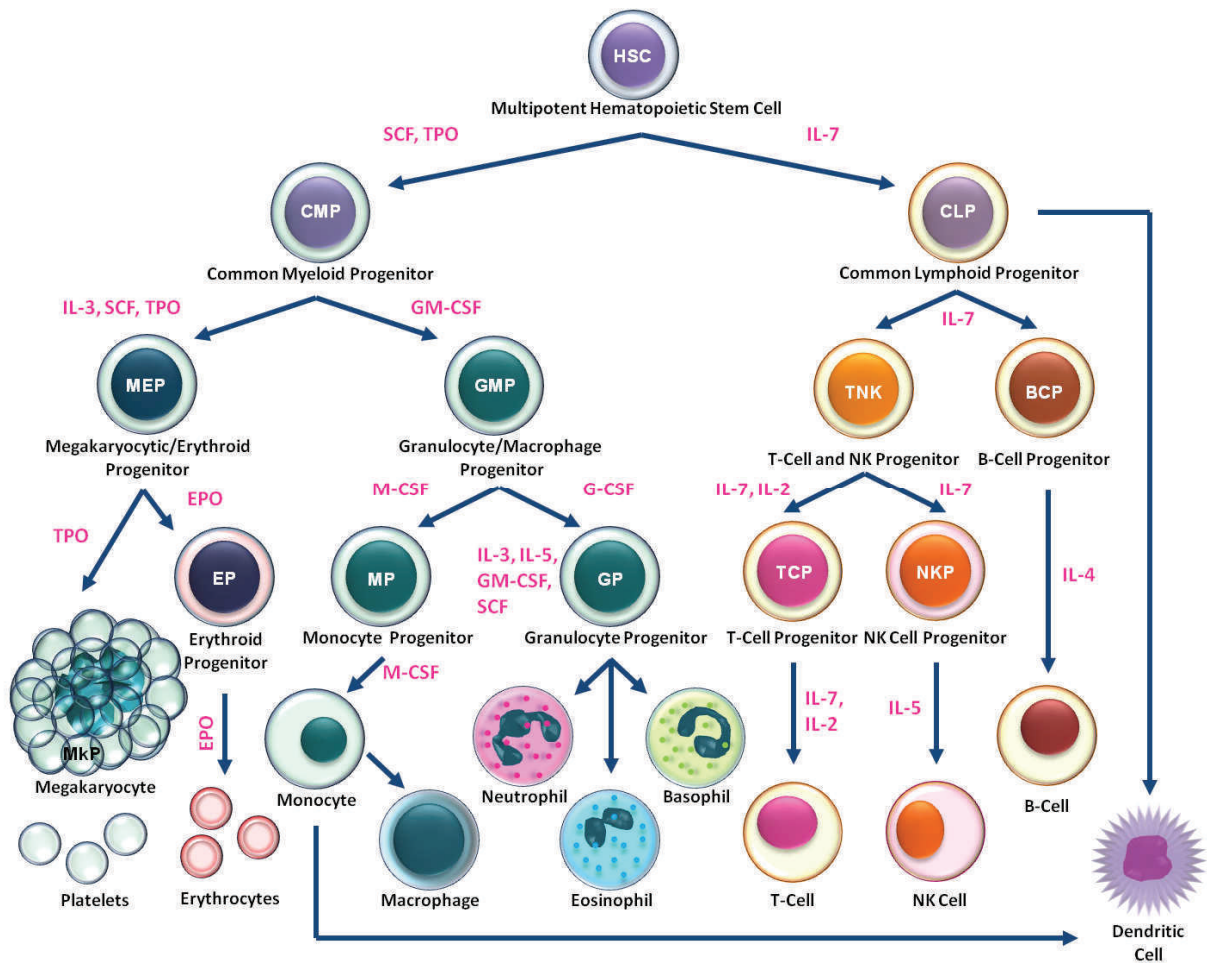 HSC
Multipotent Hematopoietic Stem Cell
SCF, TPO
IL-7
CMP
CLP
Common Myeloid Progenitor
Common Lymphoid Progenitor
IL-3, SCF, TPO
GM-CSF
IL-7
MEP
GMP
TNK
BCP
Megakaryocytic/Erythroid
Progenitor
Granulocyte/Macrophage
Progenitor
T-Cell and NK Progenitor
B-Cell Progenitor
EPO
M-CSF
G-CSF
IL-7, IL-2
IL-7
TPO
EP
MP
IL-3, IL-5,
GM-CSF,
SCF
GP
TCP
NKP
IL-4
Erythroid
Progenitor
Monocyte Progenitor
Granulocyte Progenitor
T-Cell Progenitor
NK Cell Progenitor
M-CSF
EPO
IL-7,
IL-2
IL-5
MkP
Megakaryocyte
Monocyte
Neutrophil
Basophil
B-Cell
Platelets
Erythrocytes
Macrophage
Eosinophil
T-Cell
NK Cell
Dendritic
Cell